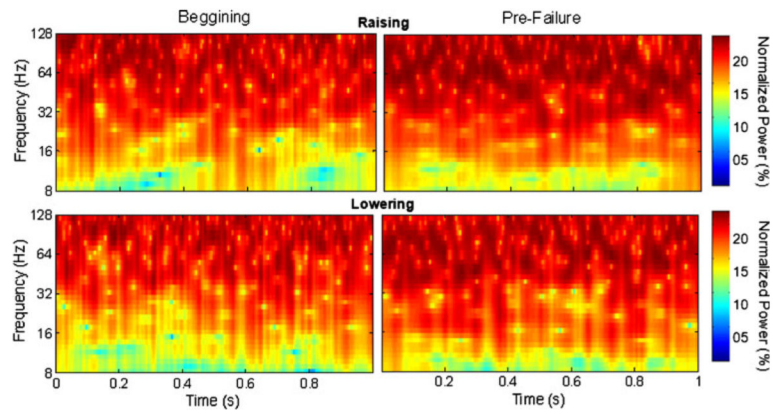 Beggining
Pre-Failure
Raising
128
64
32
16
8
Frequency (Hz)
20
15
10
05
Normalized Power (%)
Lowering
128
64
32
16
8
Frequency (Hz)
0
0.2
0.4
0.6
0.8
0.2
0.4
0.6
0.8
1
Time (s)
Time (s)
20
15
10
05
Normalized Power (%)